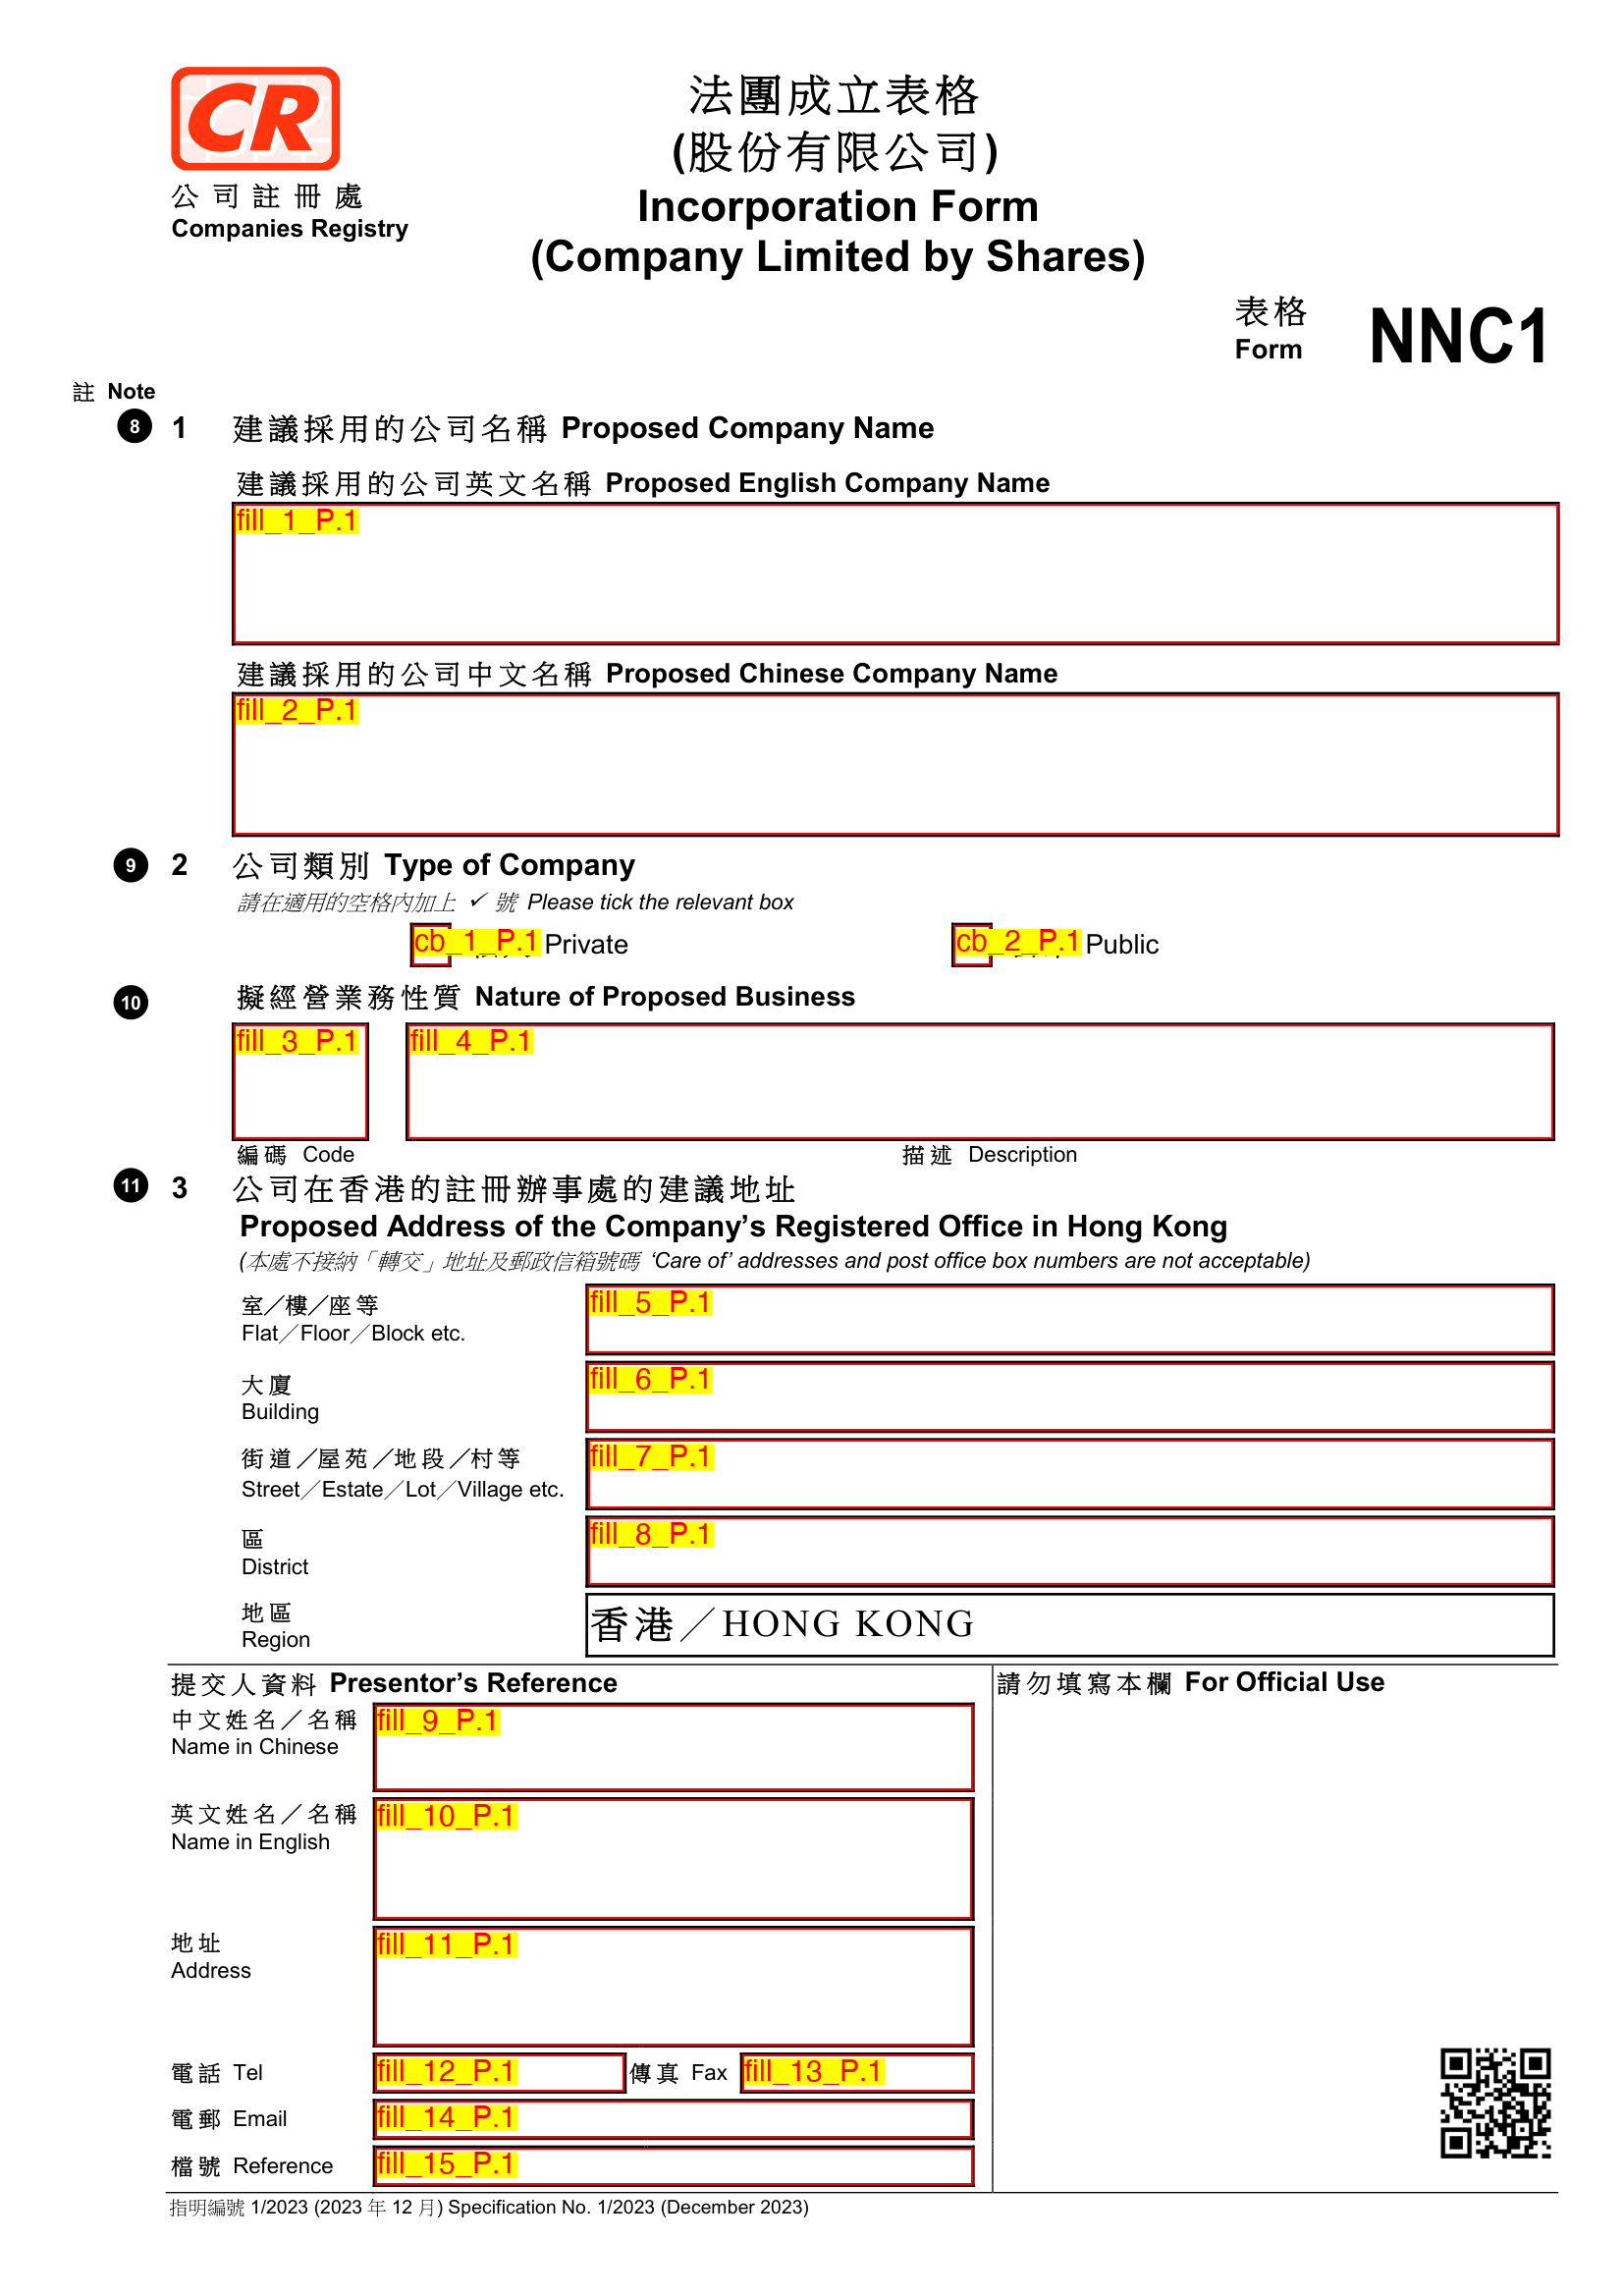 CR
公司註冊處
Companies Registry
法團成立表格
(股份有限公司)
Incorporation Form
(Company Limited by Shares)
表格
Form
NNC1
註 Note
8 1 建議採用的公司名稱 Proposed Company Name
建議採用的公司英文名稱 Proposed English Company Name
fill_1_P.1
建議採用的公司中文名稱 Proposed Chinese Company Name
fill_2_P.1
9 2 公司類別 Type of Company
請在適用的空格內加上 ✓ 號 Please tick the relevant box
cb_1_P.1 Private
cb_2_P.1 Public
10 擬經營業務性質 Nature of Proposed Business
fill_3_P.1
fill_4_P.1
編碼 Code
描述 Description
11 3 公司在香港的註冊辦事處的建議地址
Proposed Address of the Company’s Registered Office in Hong Kong
(本處不接納「轉交」地址及郵政信箱號碼 ‘Care of’ addresses and post office box numbers are not acceptable)
室／樓／座等
Flat／Floor／Block etc.
fill_5_P.1
大廈
Building
fill_6_P.1
街道／屋苑／地段／村等
Street／Estate／Lot／Village etc.
fill_7_P.1
區
District
fill_8_P.1
地區
Region
香港／HONG KONG
提交人資料 Presentor’s Reference
中文姓名／名稱
Name in Chinese
fill_9_P.1
英文姓名／名稱
Name in English
fill_10_P.1
地址
Address
fill_11_P.1
電話 Tel
fill_12_P.1
傳真 Fax
fill_13_P.1
電郵 Email
fill_14_P.1
檔號 Reference
fill_15_P.1
請勿填寫本欄 For Official Use
指明編號 1/2023 (2023 年 12 月) Specification No. 1/2023 (December 2023)